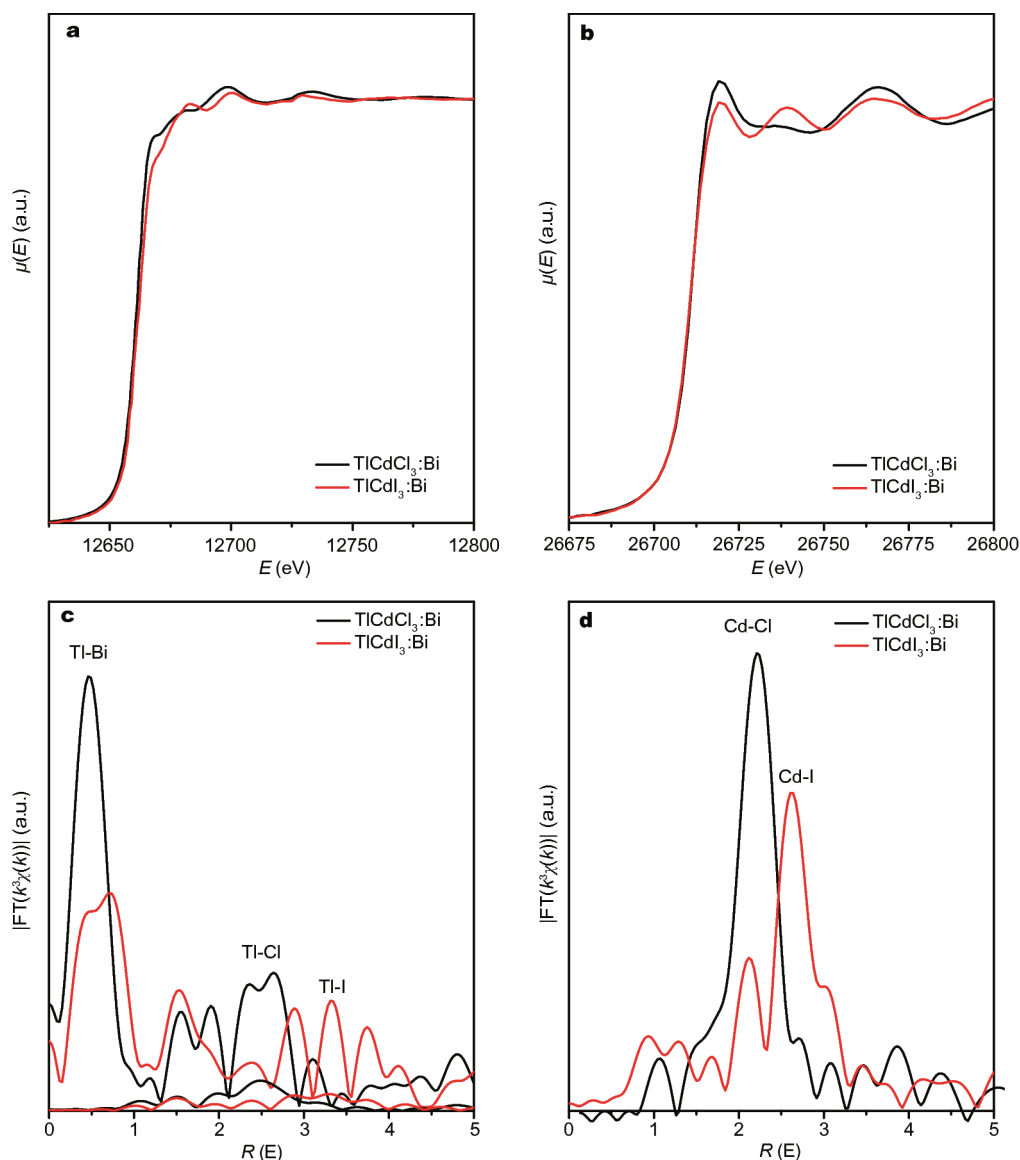 a
μ(E) (a.u.)
TlCdCl₃:Bi
TlCdI₃:Bi
12650 12700 12750 12800
E (eV)
b
μ(E) (a.u.)
TlCdCl₃:Bi
TlCdI₃:Bi
26675 26700 26725 26750 26775 26800
E (eV)
c
TlCdCl₃:Bi
TlCdI₃:Bi
Tl-Bi
Tl-Cl
Tl-I
|FT(k³χ(k))| (a.u.)
0 1 2 3 4 5
R (E)
d
TlCdCl₃:Bi
TlCdI₃:Bi
Cd-Cl
Cd-I
|FT(k³χ(k))| (a.u.)
0 1 2 3 4 5
R (E)